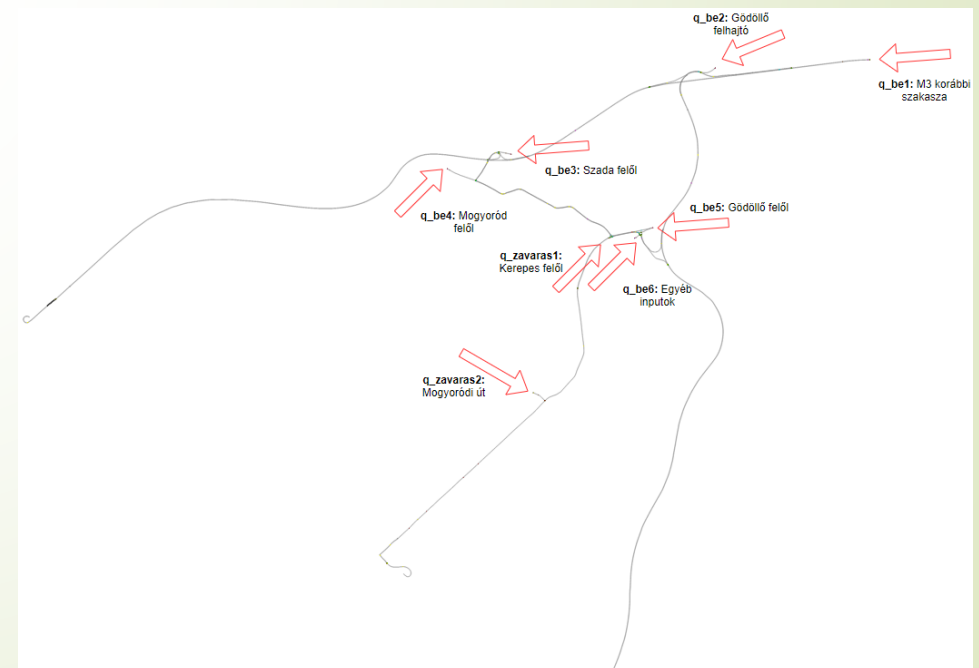 q_be2: Gödöllő
felhajtó
q_be1: M3 korábbi
szakasza
q_be3: Szada felől
q_be4: Mogyoród
felől
q_be5: Gödöllő felől
q_zavaras1:
Kerepes felől
q_be6: Egyéb
inputok
q_zavaras2:
Mogyoródi út